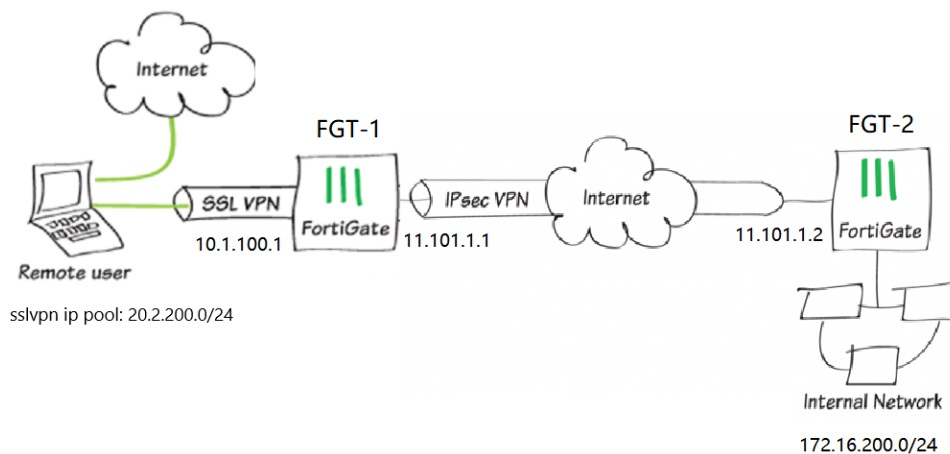 Internet
FGT-1
FGT-2
SSL VPN
IPsec VPN
Internet
FortiGate
FortiGate
10.1.100.1
11.101.1.1
11.101.1.2
Remote user
sslvpn ip pool: 20.2.200.0/24
Internal Network
172.16.200.0/24